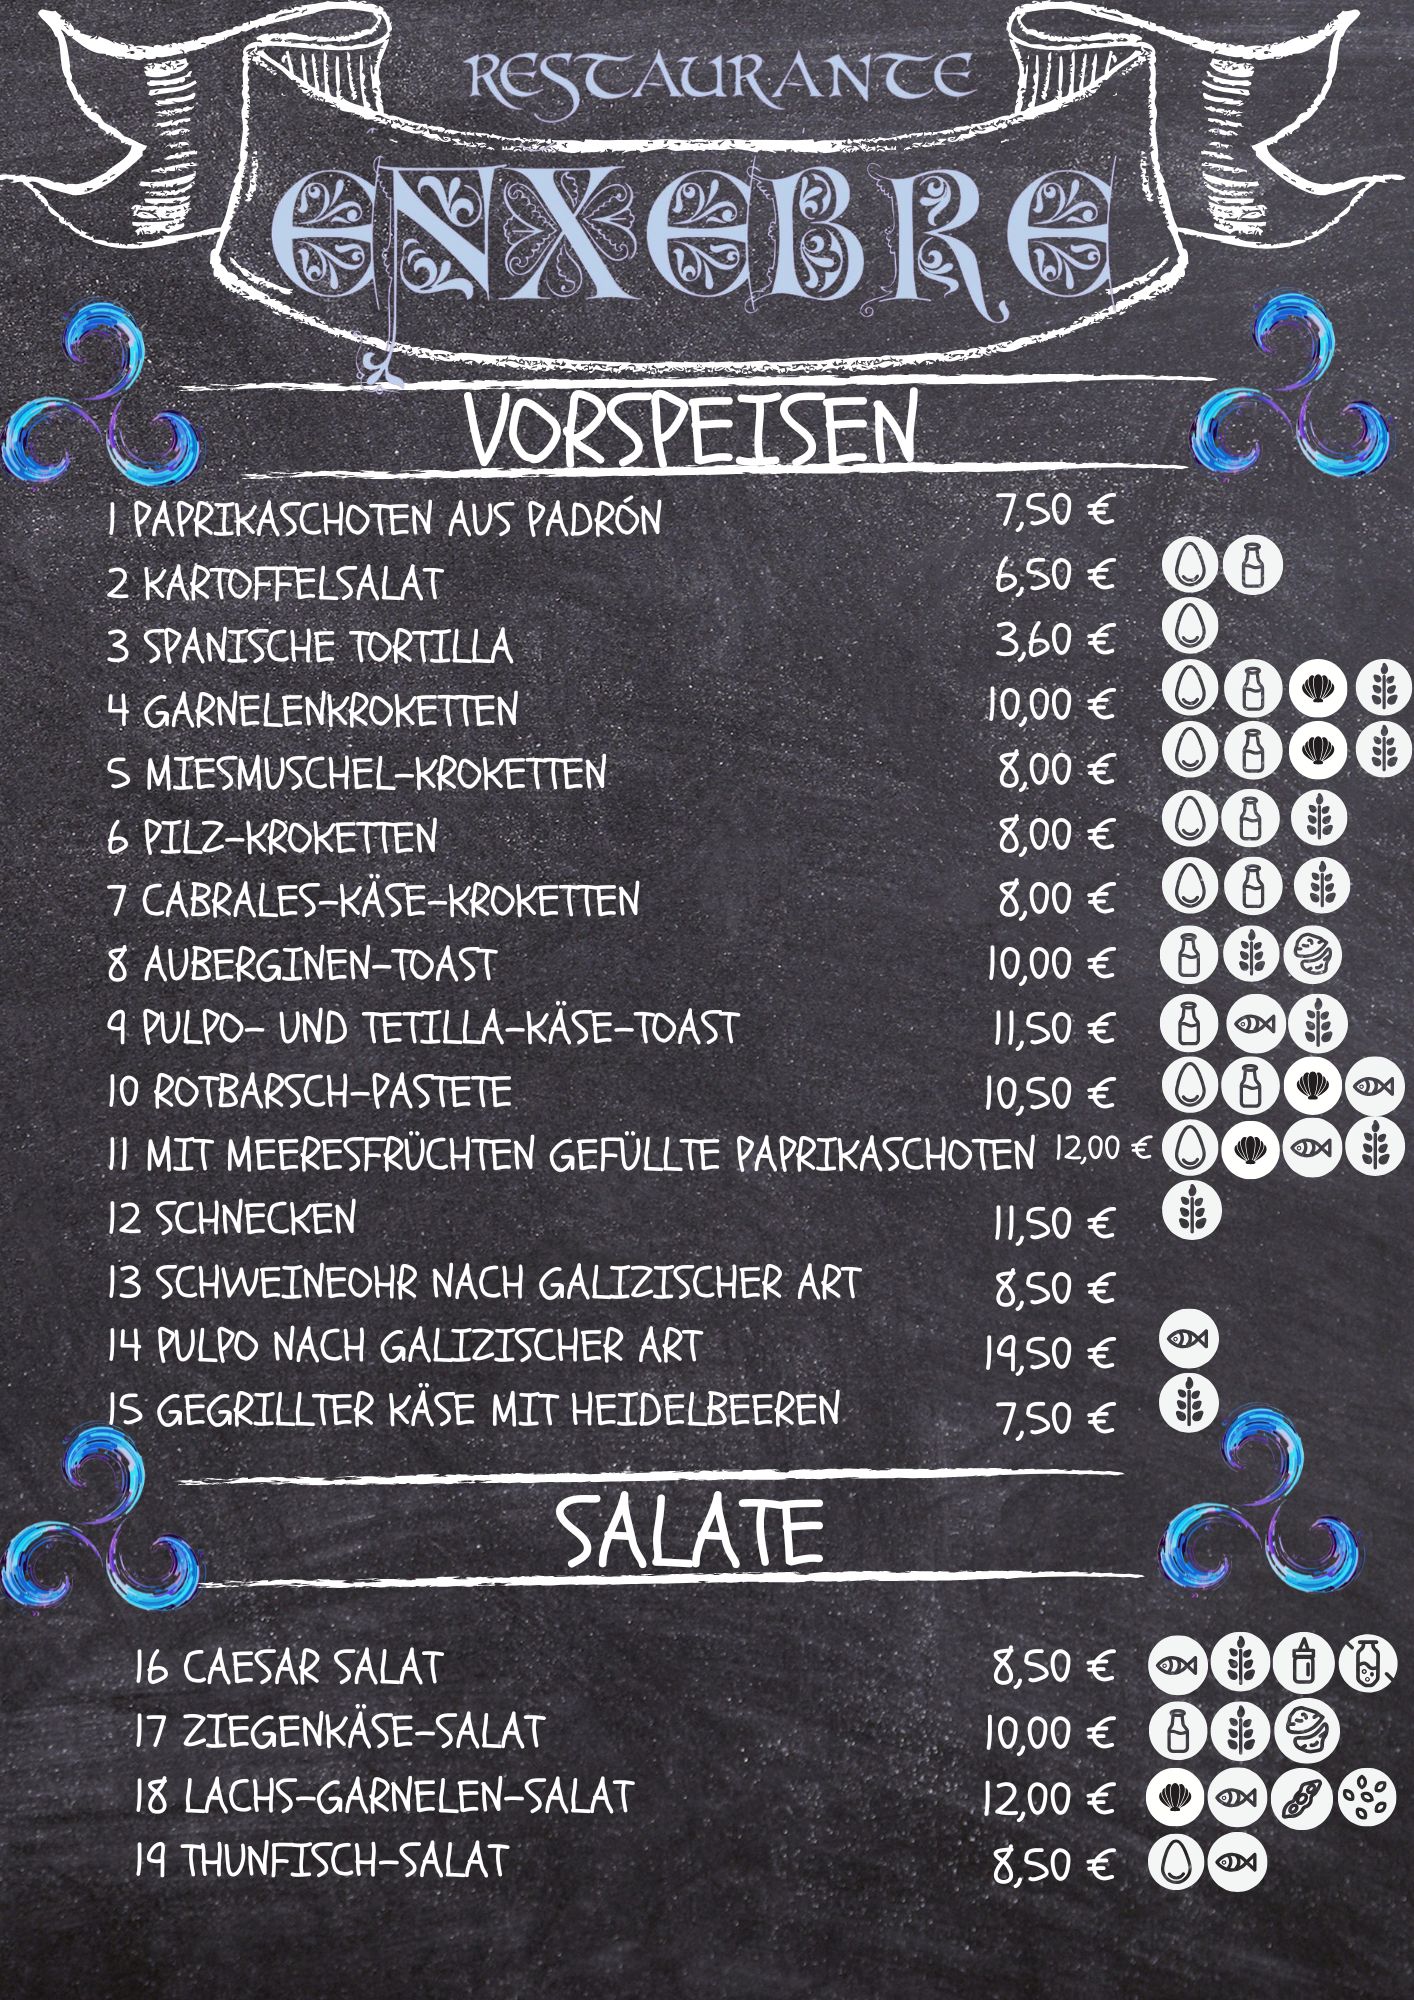 RESTAURANTE
ENXEBRE
VORSPEISEN
1 PAPRIKASCHOTEN AUS PADRÓN 7,50 €
2 KARTOFFELSALAT 6,50 €
3 SPANISCHE TORTILLA 3,60 €
4 GARNELENKROKETTEN 10,00 €
5 MIESMUSCHEL-KROKETTEN 8,00 €
6 PILZ-KROKETTEN 8,00 €
7 CABRALES-KÄSE-KROKETTEN 8,00 €
8 AUBERGINEN-TOAST 10,00 €
9 PULPO- UND TETILLA-KÄSE-TOAST 11,50 €
10 ROTBARSCH-PASTETE 10,50 €
11 MIT MEERESFRÜCHTEN GEFÜLLTE PAPRIKASCHOTEN 12,00 €
12 SCHNECKEN 11,50 €
13 SCHWEINEOHR NACH GALIZISCHER ART 8,50 €
14 PULPO NACH GALIZISCHER ART 19,50 €
15 GEGRILLTER KÄSE MIT HEIDELBEEREN 7,50 €
SALATE
16 CAESAR SALAT 8,50 €
17 ZIEGENKÄSE-SALAT 10,00 €
18 LACHS-GARNELEN-SALAT 12,00 €
19 THUNFISCH-SALAT 8,50 €